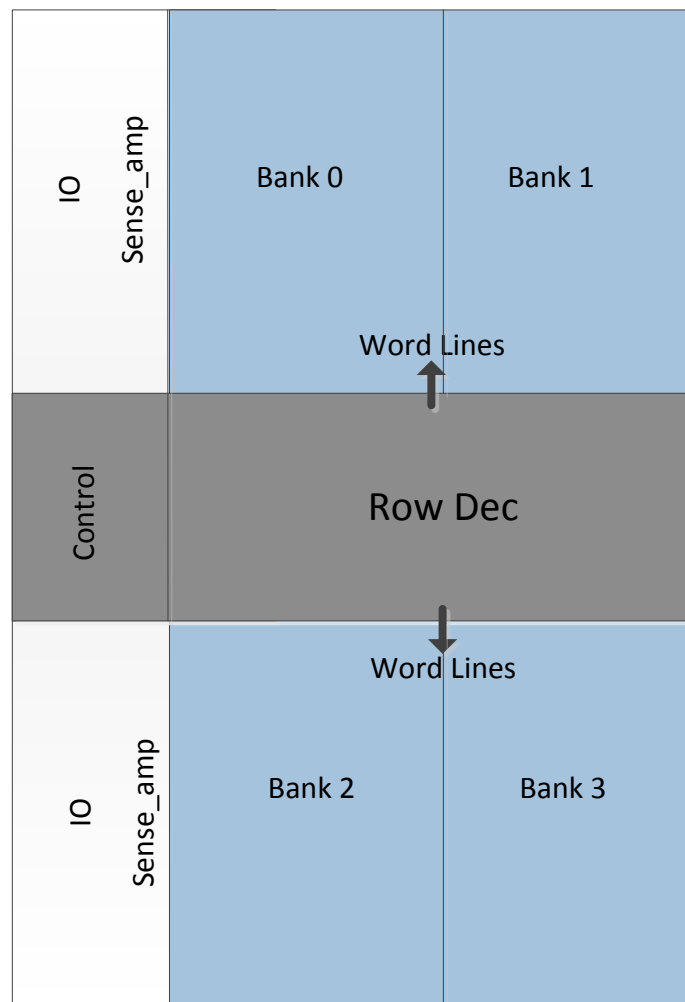 IO
Sense_amp
Bank 0
Bank 1
Word Lines
Control
Row Dec
Word Lines
IO
Sense_amp
Bank 2
Bank 3